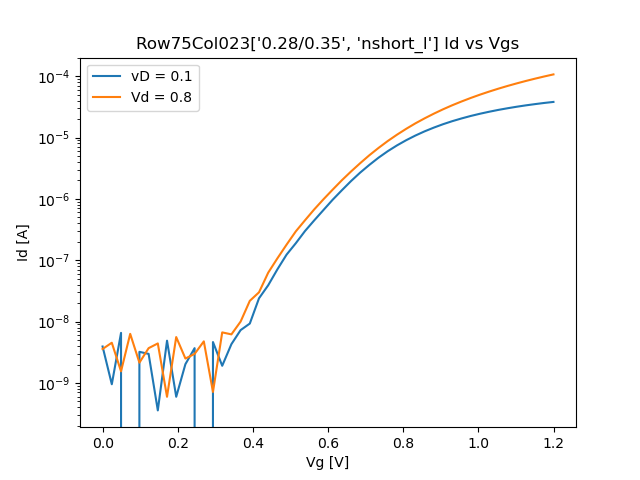 Row75Col023['0.28/0.35', 'nshort_l'] Id vs Vgs
vD = 0.1
Vd = 0.8
Id [A]
10⁻⁴
10⁻⁵
10⁻⁶
10⁻⁷
10⁻⁸
10⁻⁹
0.0 0.2 0.4 0.6 0.8 1.0 1.2
Vg [V]